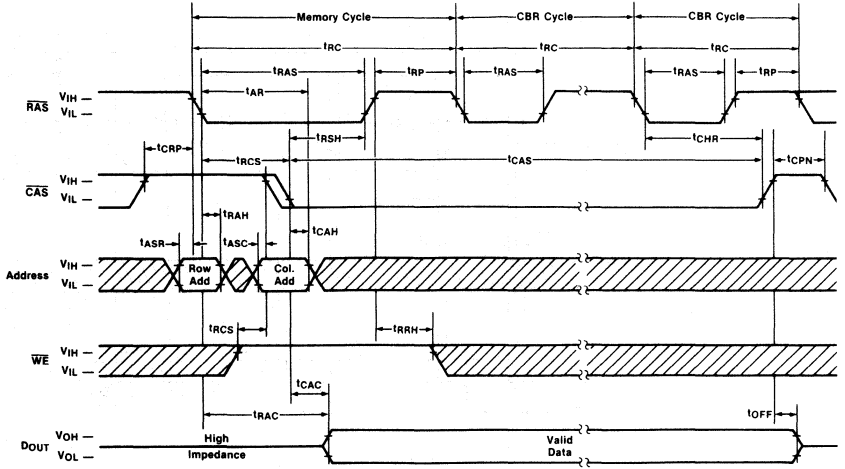 Memory Cycle CBR Cycle CBR Cycle
tRC tRC tRC
tRAS tRP tRAS tRAS tRP
tAR
RAS VIH
VIL
tRSH tCHR
tCRP tRCS tCAS tCPN
CAS VIH
VIL
tRAH
tASR tASC tCAH
Address VIH Row Col.
VIL Add Add
tRCS tRRH
WE VIH
VIL
tCAC
tRAC tOFF
DOUT VOH High Valid
VOL Impedance Data